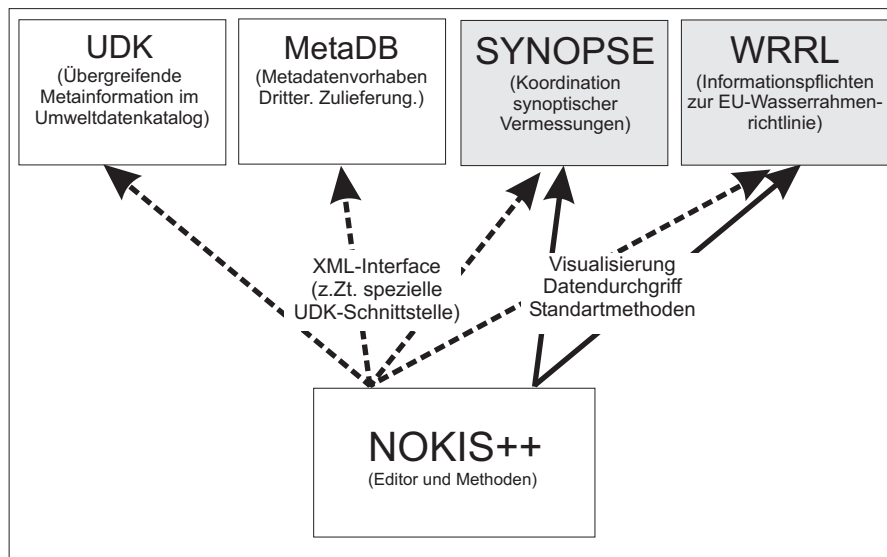 UDK
(Übergreifende
Metainformation im
Umweltdatenkatalog)
MetaDB
(Metadatenvorhaben
Dritter. Zulieferung.)
SYNOPSE
(Koordination
synoptischer
Vermessungen)
WRRL
(Informationspflichten
zur EU-Wasserrahmen-
richtlinie)
XML-Interface
(z.Zt. spezielle
UDK-Schnittstelle)
Visualisierung
Datendurchgriff
Standartmethoden
NOKIS++
(Editor und Methoden)